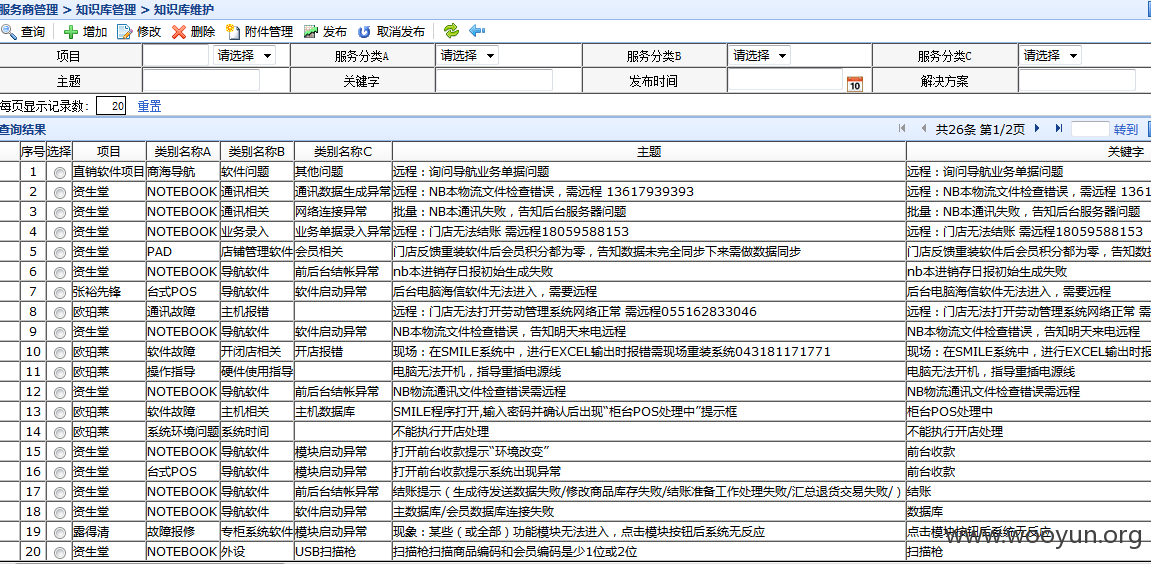 服务商管理 > 知识库管理 > 知识库维护
查询 增加 修改 删除 附件管理 发布 取消发布
项目 请选择 服务分类A 请选择 服务分类B 请选择 服务分类C 请选择
主题 关键字 发布时间 10 解决方案
每页显示记录数: 20 重置
查询结果 共26条 第1/2页 转到
序号 选择 项目 类别名称A 类别名称B 类别名称C 主题 关键字
1 直销软件项目 商海导航 软件问题 其他问题 远程：询问导航业务单据问题 远程：询问导航业务单据问题
2 资生堂 NOTEBOOK 通讯相关 通讯数据生成异常 远程：NB本物流文件检查错误，需远程 13617939393 远程：NB本物流文件检查错误，需远程 1361
3 资生堂 NOTEBOOK 通讯相关 网络连接异常 批量：NB本通讯失败，告知后台服务器问题 批量：NB本通讯失败，告知后台服务器问题
4 资生堂 NOTEBOOK 业务录入 业务单据录入异常 远程：门店无法结账 需远程18059588153 远程：门店无法结账 需远程18059588153
5 资生堂 PAD 店铺管理软件 会员相关 门店反馈重装软件后会员积分都为零，告知数据未完全同步下来需做数据同步 门店反馈重装软件后会员积分都为零，告知数
6 资生堂 NOTEBOOK 导航软件 前后台结帐异常 nb本进销存日报初始生成失败 nb本进销存日报初始生成失败
7 张裕先锋 台式POS 导航软件 软件启动异常 后台电脑海信软件无法进入，需要远程 后台电脑海信软件无法进入，需要远程
8 欧珀莱 通讯故障 主机报错 远程：门店无法打开劳动管理系统网络正常 需远程055162833046 远程：门店无法打开劳动管理系统网络正常 需
9 资生堂 NOTEBOOK 导航软件 软件启动异常 NB本物流文件检查错误，告知明天来电远程 NB本物流文件检查错误，告知明天来电远程
10 欧珀莱 软件故障 开闭店相关 开店报错 现场：在SMILE系统中，进行EXCEL输出时报错需现场重装系统043181171771 现场：在SMILE系统中，进行EXCEL输出时报
11 欧珀莱 操作指导 硬件使用指导 电脑无法开机，指导重插电源线 电脑无法开机，指导重插电源线
12 资生堂 NOTEBOOK 导航软件 前后台结帐异常 NB物流通讯文件检查错误需远程 NB物流通讯文件检查错误需远程
13 欧珀莱 软件故障 主机相关 主机数据库 SMILE程序打开,输入密码并确认后出现“柜台POS处理中”提示框 柜台POS处理中
14 欧珀莱 系统环境问题 系统时间 不能执行开店处理 不能执行开店处理
15 资生堂 NOTEBOOK 导航软件 模块启动异常 打开前台收款提示“环境改变” 前台收款
16 资生堂 台式POS 导航软件 模块启动异常 打开前台收款提示系统出现异常 前台收款
17 资生堂 NOTEBOOK 导航软件 前后台结帐异常 结账提示（生成待发送数据失败/修改商品库存失败/结账准备工作处理失败/汇总退货交易失败/ ） 结账
18 资生堂 NOTEBOOK 导航软件 软件启动异常 主数据库/会员数据库连接失败 数据库
19 露得清 故障报修 专柜系统软件 模块启动异常 现象：某些（或全部）功能模块无法进入，点击模块按钮后系统无反应 点击模块按钮后系统无反应
20 资生堂 NOTEBOOK 外设 USB扫描枪 扫描枪扫描商品编码和会员编码是少1位或2位 扫描枪
www.wooyun.org